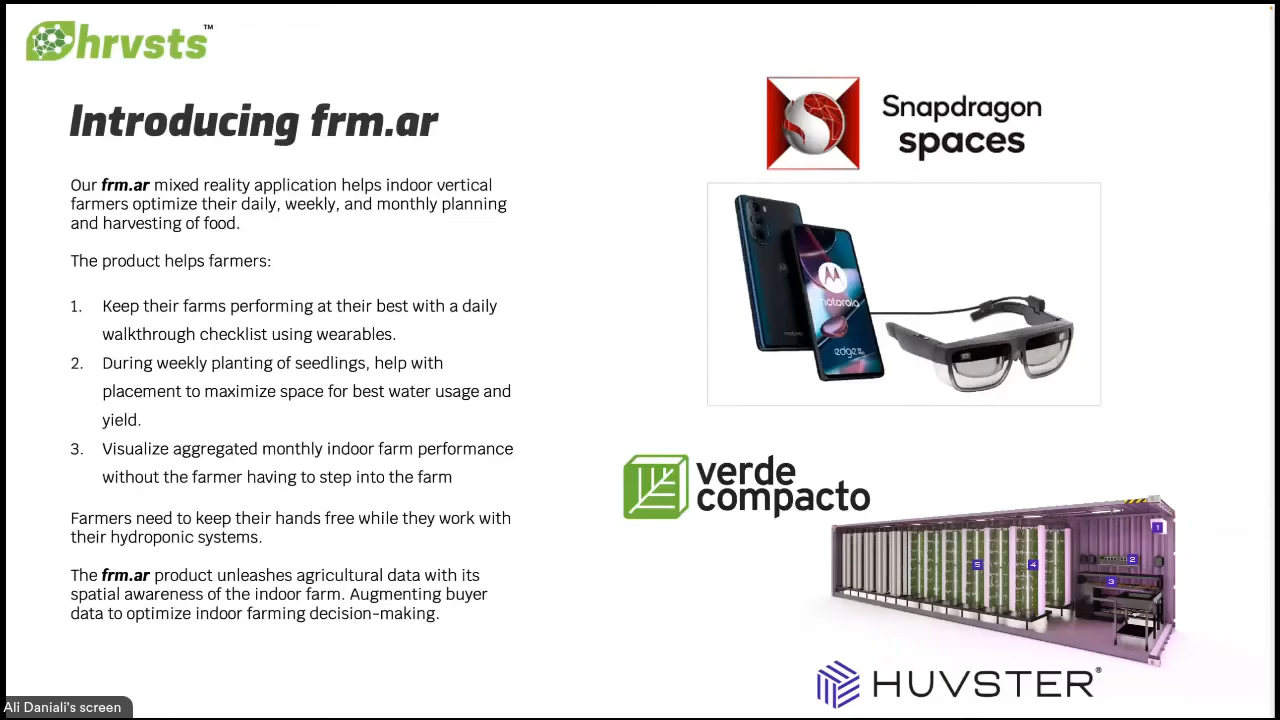 hrvsts™
Introducing frm.ar
Our frm.ar mixed reality application helps indoor vertical
farmers optimize their daily, weekly, and monthly planning
and harvesting of food.
The product helps farmers:
1. Keep their farms performing at their best with a daily
walkthrough checklist using wearables.
2. During weekly planting of seedlings, help with
placement to maximize space for best water usage and
yield.
3. Visualize aggregated monthly indoor farm performance
without the farmer having to step into the farm
Farmers need to keep their hands free while they work with
their hydroponic systems.
The frm.ar product unleashes agricultural data with its
spatial awareness of the indoor farm. Augmenting buyer
data to optimize indoor farming decision-making.
Snapdragon
spaces
motorola
edge
verde
compacto
1
2
3
4
5
HUVSTER®
Ali Daniali's screen